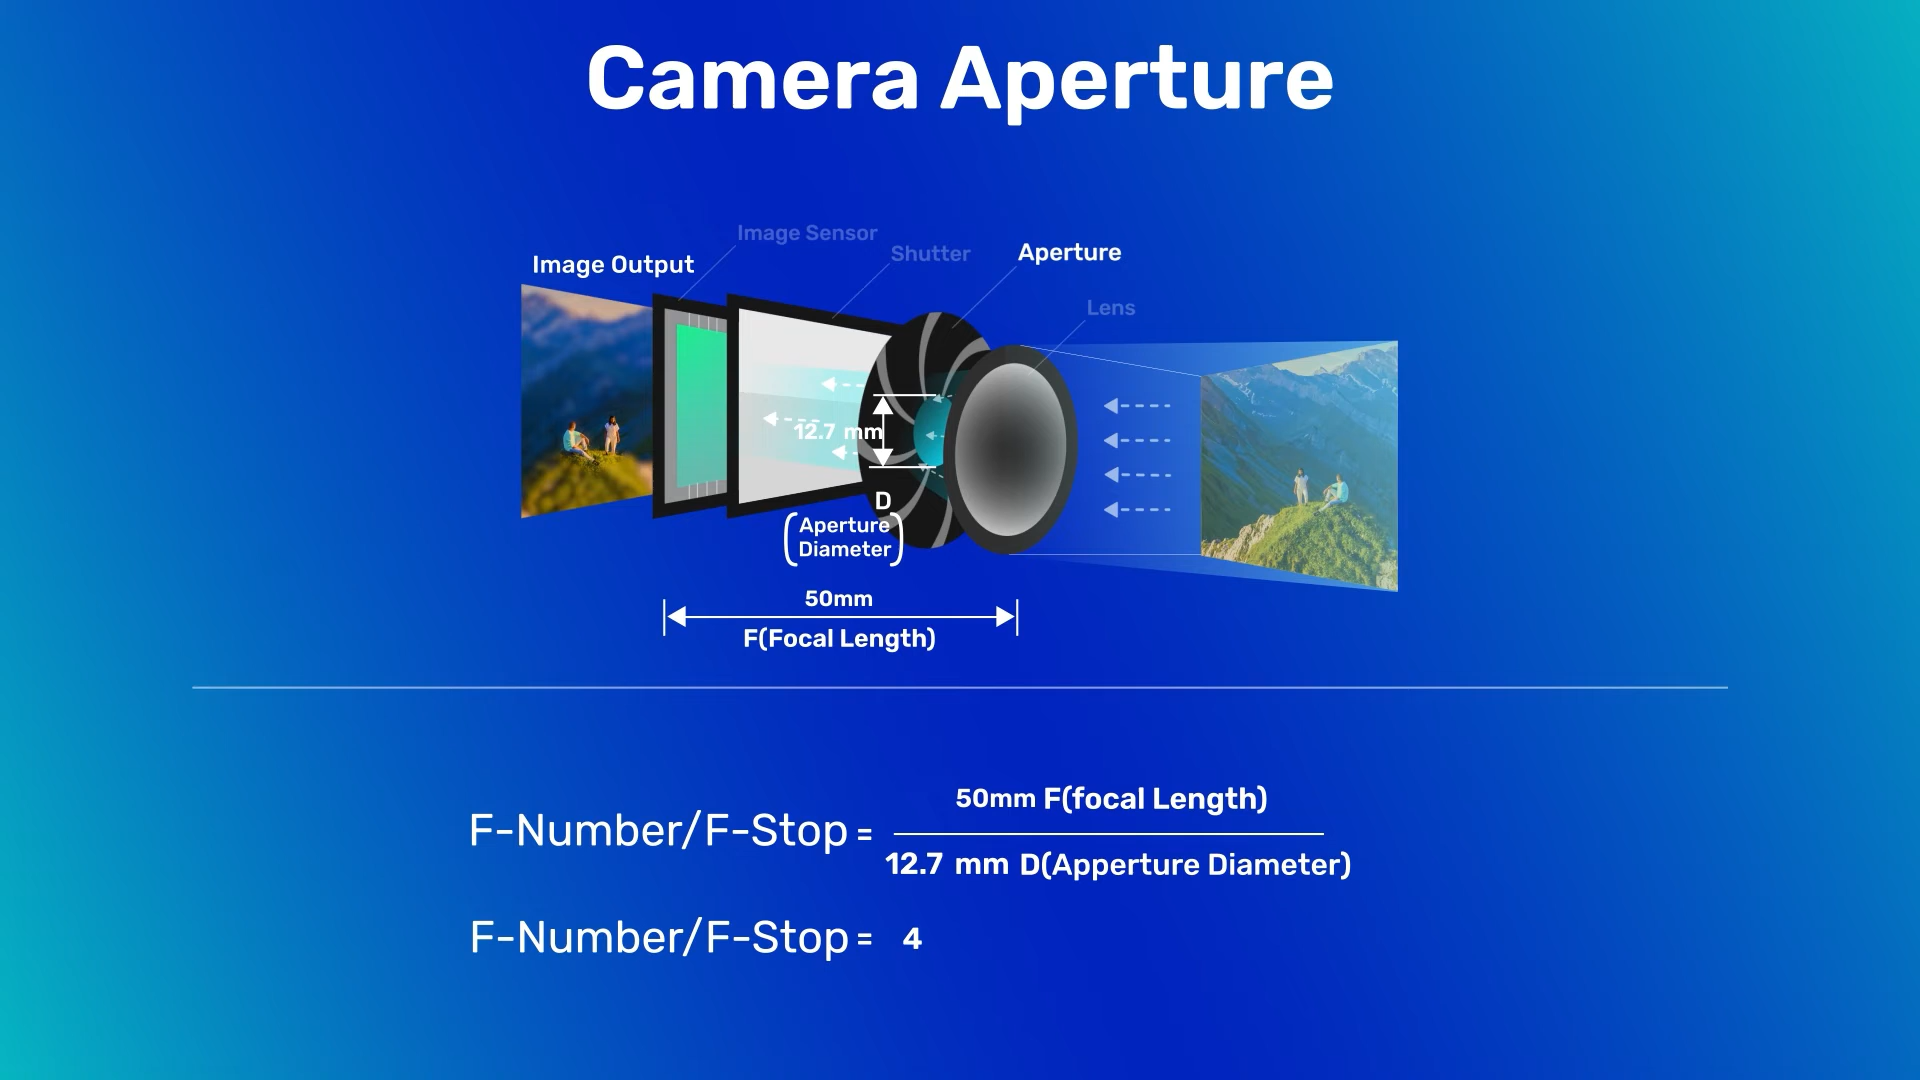 Camera Aperture
Image Sensor
Shutter
Aperture
Image Output
Lens
12.7 mm
D
(Aperture
Diameter)
50mm
F(Focal Length)
50mm F(focal Length)
F-Number/F-Stop =
12.7 mm D(Apperture Diameter)
F-Number/F-Stop = 4